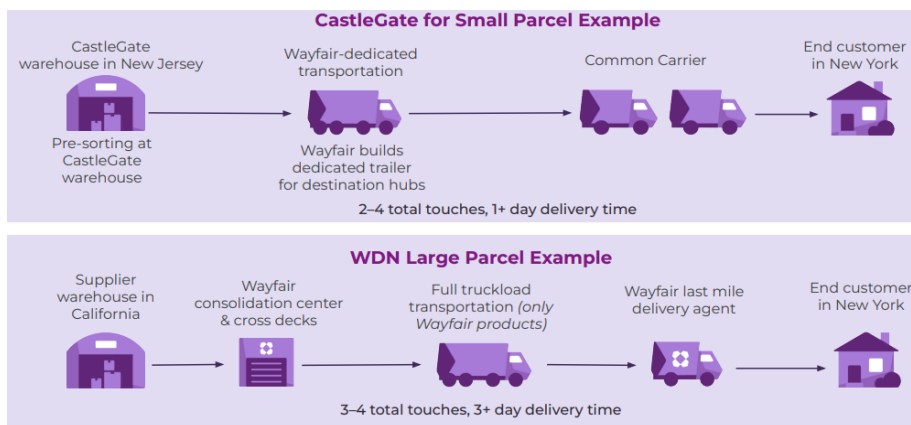 CastleGate for Small Parcel Example
CastleGate
warehouse in New Jersey
Wayfair-dedicated
transportation
Common Carrier
End customer
in New York
Pre-sorting at
CastleGate
warehouse
Wayfair builds
dedicated trailer
for destination hubs
2–4 total touches, 1+ day delivery time
WDN Large Parcel Example
Supplier
warehouse in
California
Wayfair
consolidation center
& cross decks
Full truckload
transportation (only
Wayfair products)
Wayfair last mile
delivery agent
End customer
in New York
3–4 total touches, 3+ day delivery time